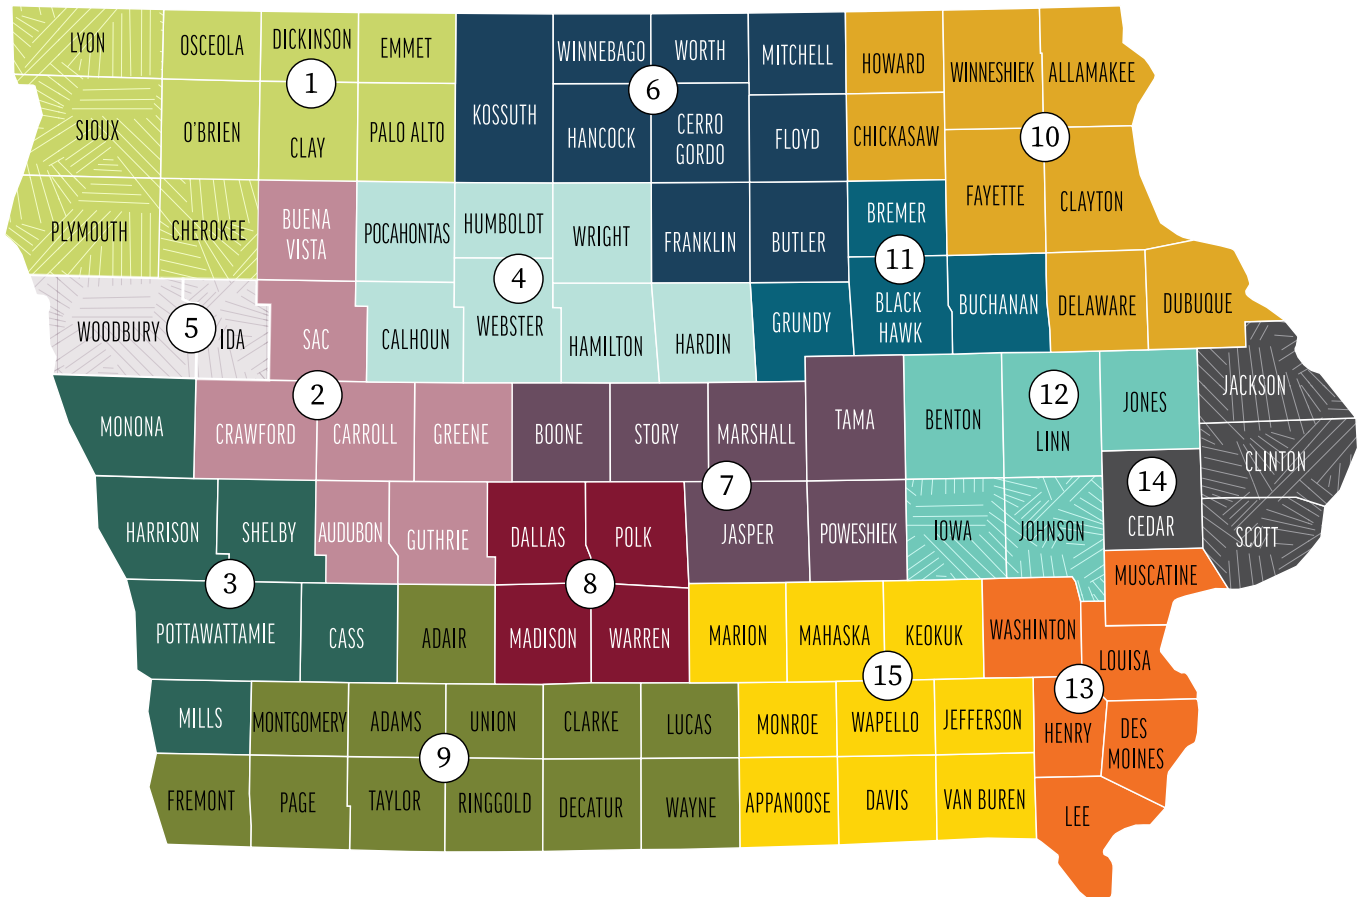 LYON
OSCEOLA
DICKINSON
EMMET
1
SIOUX
O'BRIEN
CLAY
PALO ALTO
PLYMOUTH
CHEROKEE
KOSSUTH
WINNEBAGO
WORTH
MITCHELL
6
HANCOCK
CERRO
GORDO
FLOYD
FRANKLIN
BUTLER
HOWARD
WINNESHIEK
ALLAMAKEE
CHICKASAW
10
FAYETTE
CLAYTON
DELAWARE
DUBUQUE
BUENA
VISTA
SAC
2
CRAWFORD
CARROLL
GREENE
AUDUBON
GUTHRIE
POCAHONTAS
HUMBOLDT
WRIGHT
4
CALHOUN
WEBSTER
HAMILTON
HARDIN
BREMER
11
BLACK
HAWK
BUCHANAN
GRUNDY
WOODBURY
5
IDA
MONONA
HARRISON
SHELBY
3
POTTAWATTAMIE
CASS
MILLS
BOONE
STORY
MARSHALL
TAMA
7
JASPER
POWESHIEK
BENTON
12
LINN
JONES
IOWA
JOHNSON
JACKSON
CLINTON
14
CEDAR
SCOTT
DALLAS
POLK
8
MADISON
WARREN
ADAIR
MONTGOMERY
ADAMS
UNION
CLARKE
LUCAS
9
FREMONT
PAGE
TAYLOR
RINGGOLD
DECATUR
WAYNE
MARION
MAHASKA
KEOKUK
15
MONROE
WAPELLO
JEFFERSON
APPANOOSE
DAVIS
VAN BUREN
MUSCATINE
WASHINTON
LOUISA
13
HENRY
DES
MOINES
LEE